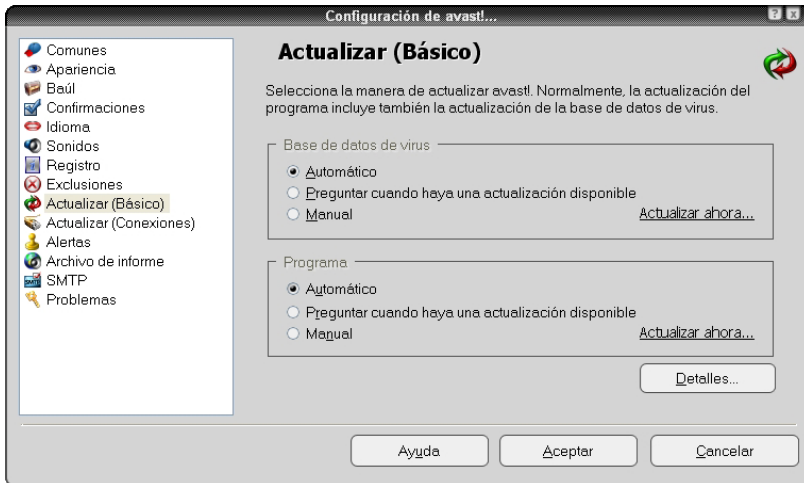 Configuración de avast!...
Comunes
Apariencia
Baúl
Confirmaciones
Idioma
Sonidos
Registro
Exclusiones
Actualizar (Básico)
Actualizar (Conexiones)
Alertas
Archivo de informe
SMTP
Problemas
Actualizar (Básico)
Selecciona la manera de actualizar avast!. Normalmente, la actualización del
programa incluye también la actualización de la base de datos de virus.
Base de datos de virus
Automático
Preguntar cuando haya una actualización disponible
Manual
Actualizar ahora...
Programa
Automático
Preguntar cuando haya una actualización disponible
Manual
Actualizar ahora...
Detalles...
Ayuda
Aceptar
Cancelar